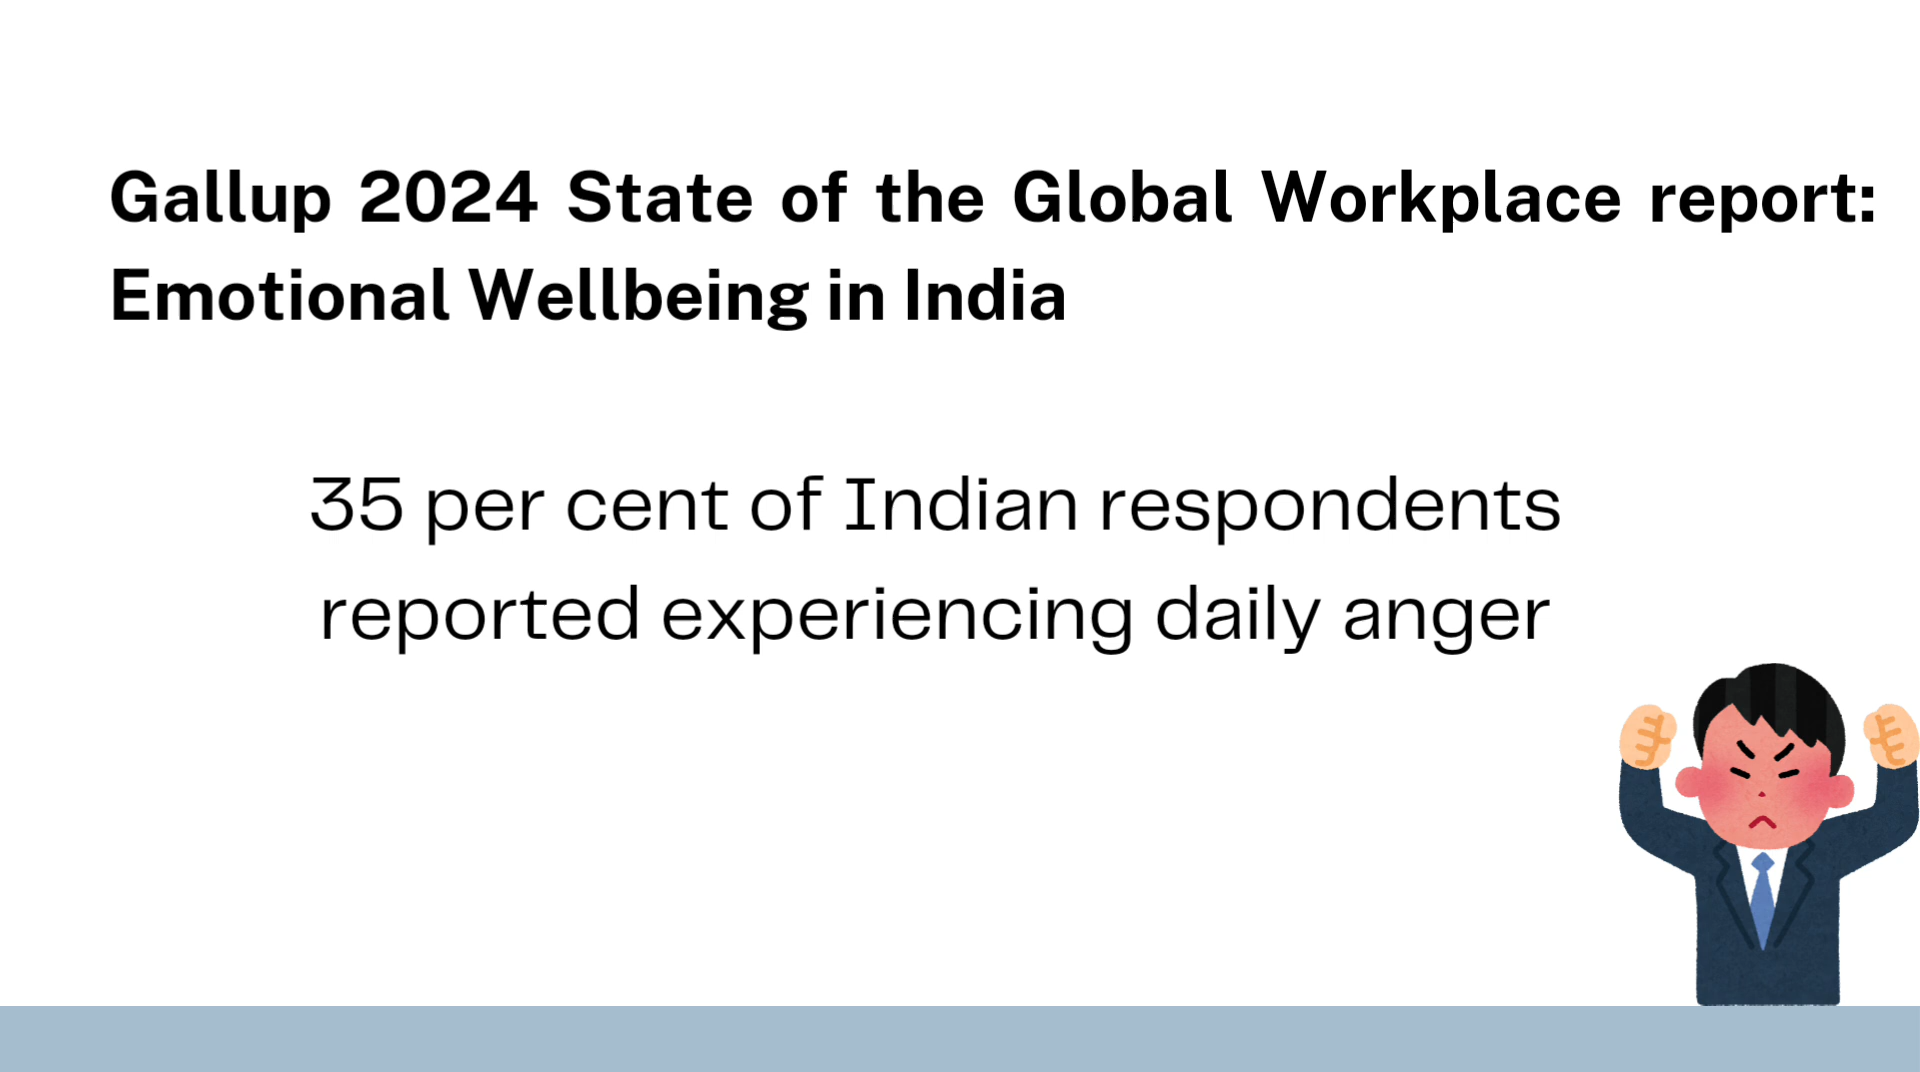 Gallup 2024 State of the Global Workplace report:
Emotional Wellbeing in India
35 per cent of Indian respondents
reported experiencing daily anger